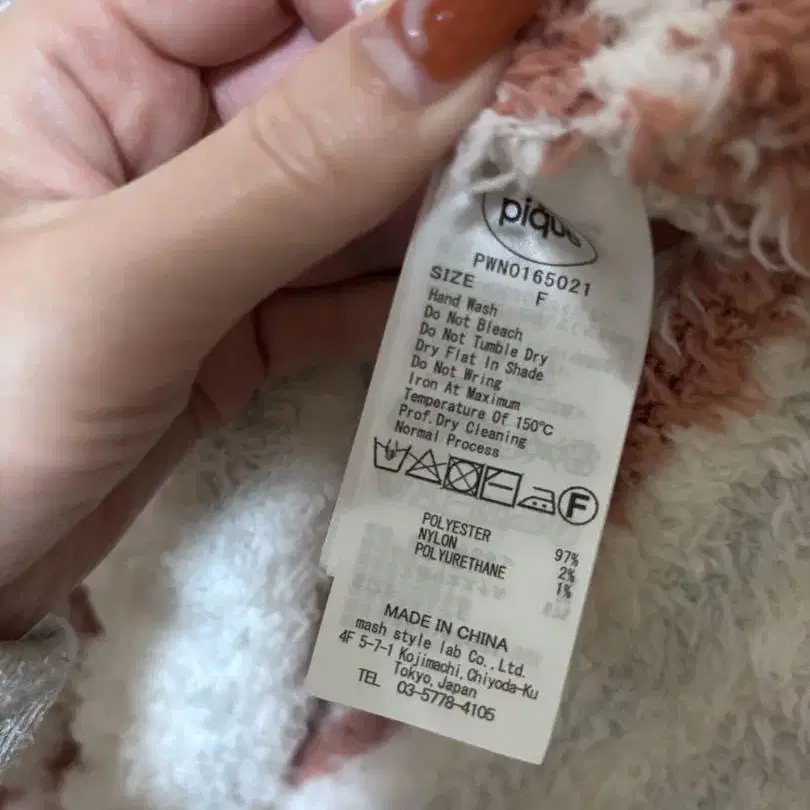 pique
PWN0165021
SIZE F
Hand Wash
Do Not Bleach
Do Not Tumble Dry
Dry Flat In Shade
Do Not Wring
Iron At Maximum
Temperature Of 150℃
Prof.Dry Cleaning
Normal Process
F
POLYESTER 97%
NYLON 2%
POLYURETHANE 1%
MADE IN CHINA
mash style lab Co.,Ltd.
4F 5-7-1 Kojimachi,Chiyoda-Ku
Tokyo,Japan
TEL 03-5778-4105